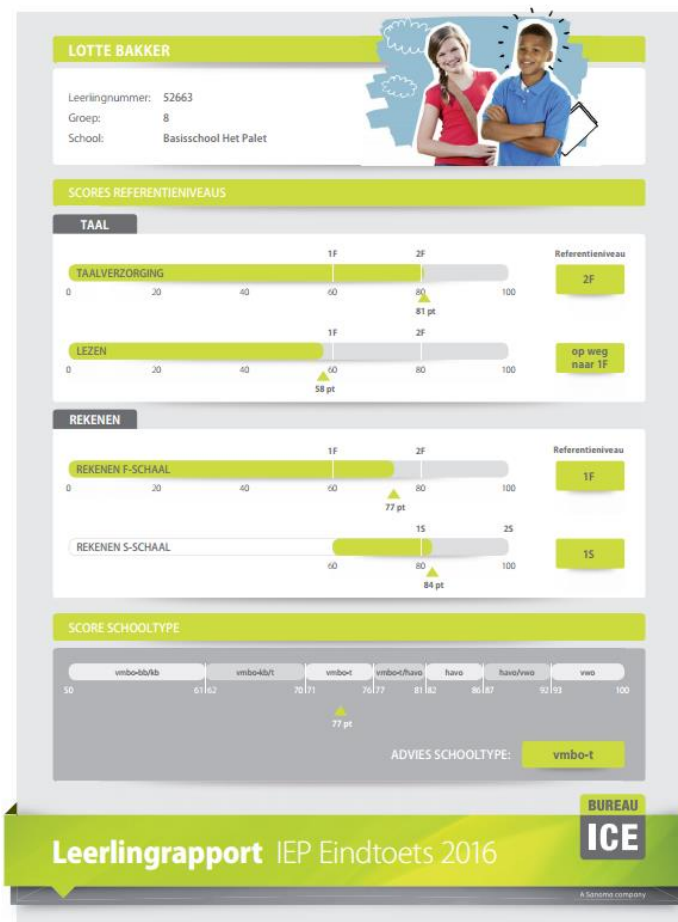 LOTTE BAKKER
Leerlingnummer: 52663
Groep: 8
School: Basisschool Het Palet
SCORES REFERENTIENIVEAUS
TAAL
1F 2F Referentieniveau
TAALVERZORGING 2F
0 20 40 60 80 100
81 pt
1F 2F
LEZEN op weg
naar 1F
0 20 40 60 80 100
58 pt
REKENEN
1F 2F Referentieniveau
REKENEN F-SCHAAL 1F
0 20 40 60 80 100
77 pt
1S 2S
REKENEN S-SCHAAL 1S
60 80 100
84 pt
SCORE SCHOOLTYPE
vmbo-bb/kb vmbo-kb/t vmbo-t vmbo-t/havo havo havo/vwo vwo
50 61 62 70 71 76 77 81 82 86 87 92 93 100
77 pt
ADVIES SCHOOLTYPE: vmbo-t
BUREAU
ICE
Leerlingrapport IEP Eindtoets 2016
A Sanoma company